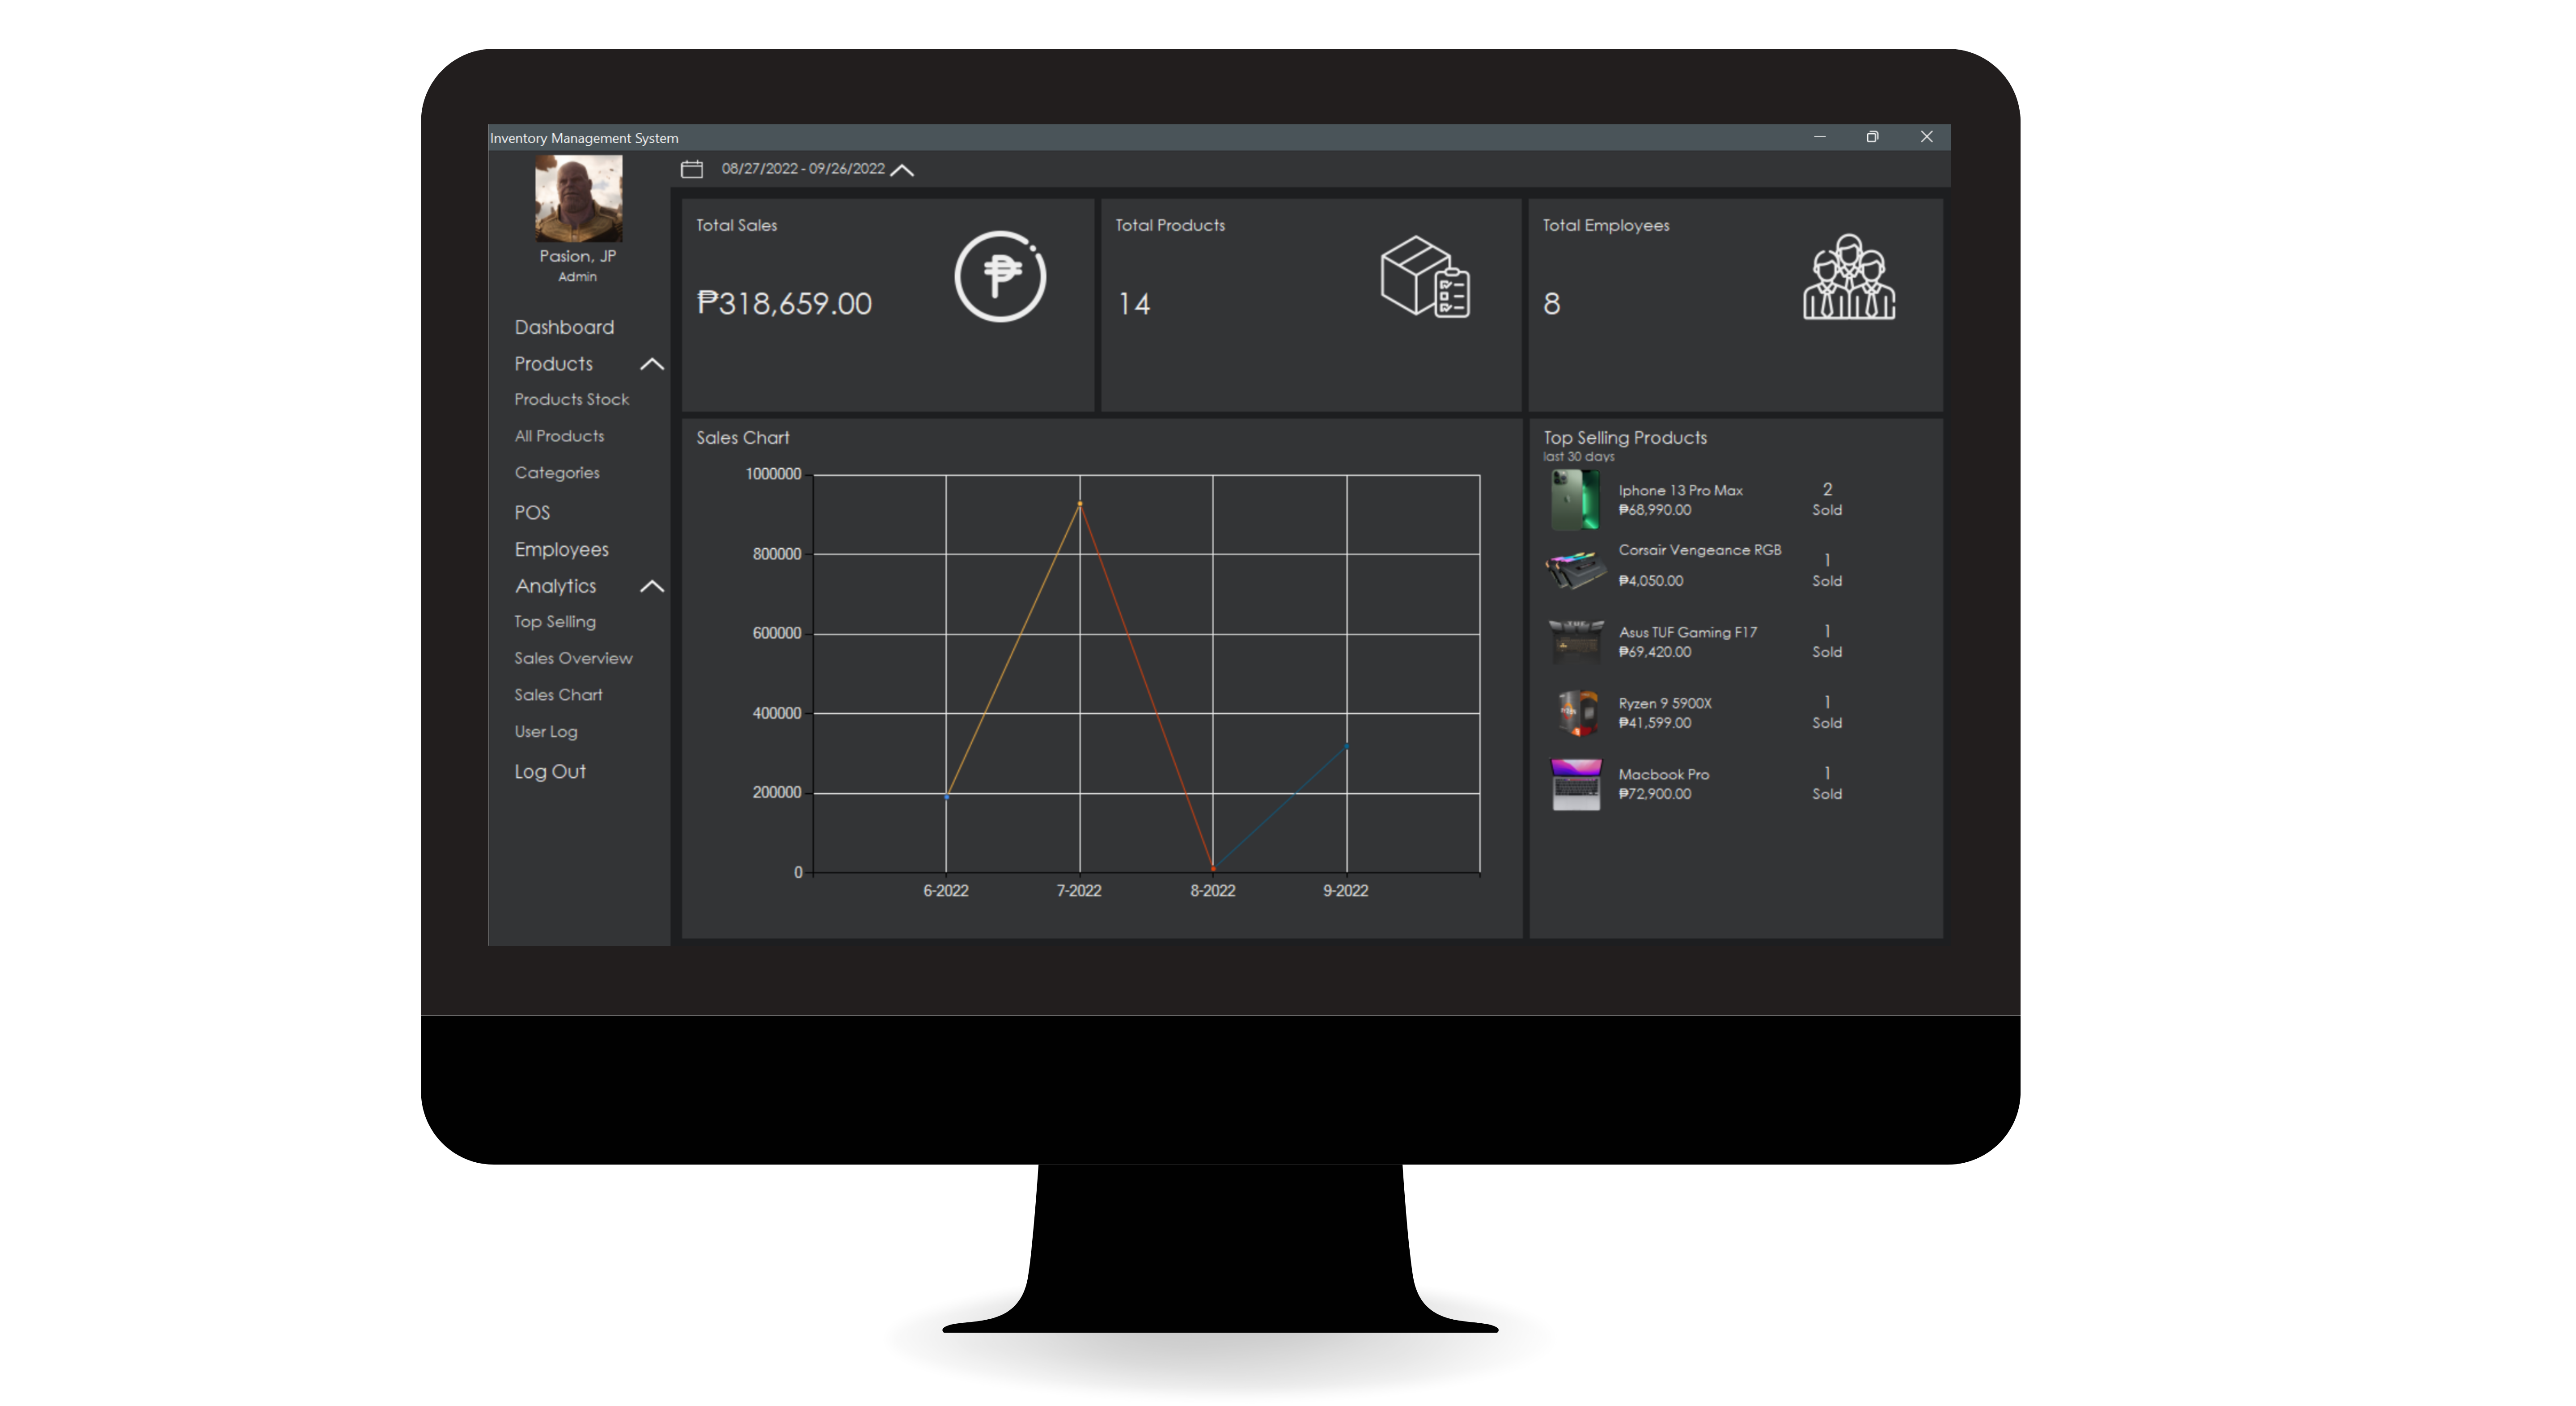 Inventory Management System
Pasion, JP
Admin
Dashboard
Products
Products Stock
All Products
Categories
POS
Employees
Analytics
Top Selling
Sales Overview
Sales Chart
User Log
Log Out
08/27/2022 - 09/26/2022
Total Sales
₱318,659.00
Total Products
14
Total Employees
8
Sales Chart
1000000
800000
600000
400000
200000
0
6-2022 7-2022 8-2022 9-2022
Top Selling Products
last 30 days
Iphone 13 Pro Max 2
₱68,990.00 Sold
Corsair Vengeance RGB 1
₱4,050.00 Sold
Asus TUF Gaming F17 1
₱69,420.00 Sold
Ryzen 9 5900X 1
₱41,599.00 Sold
Macbook Pro 1
₱72,900.00 Sold